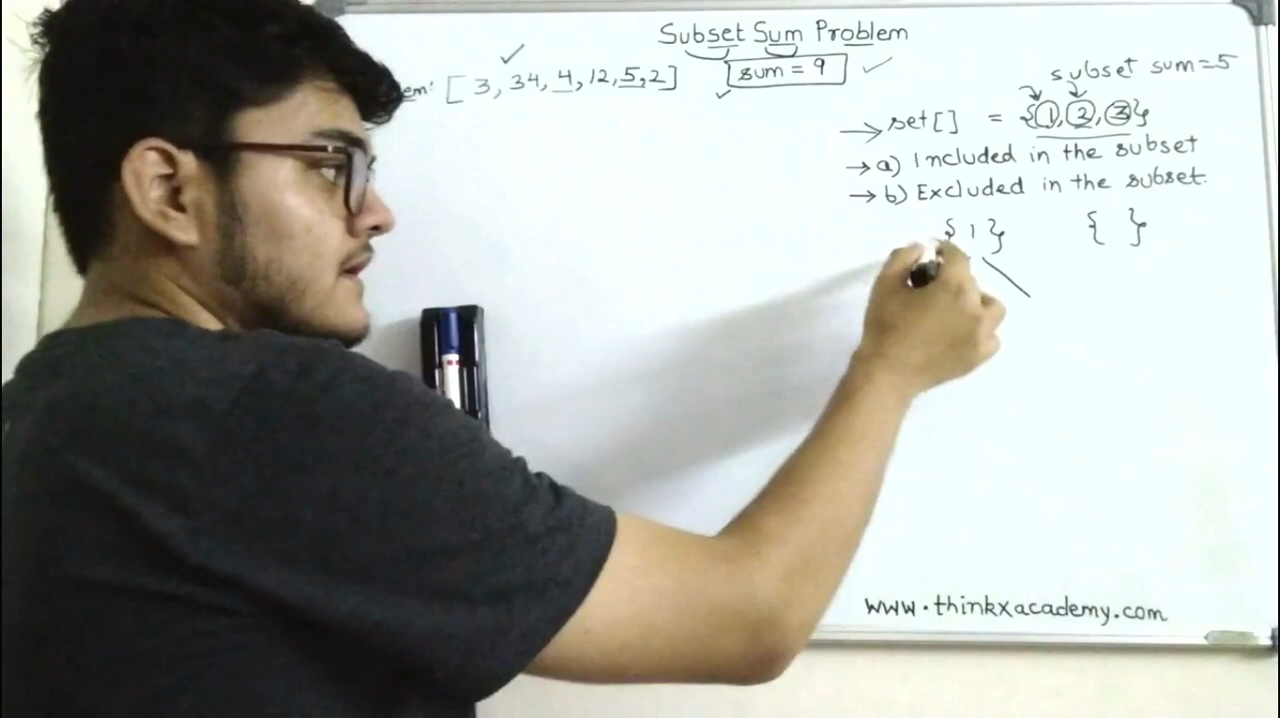 Subset Sum Problem
em: [ 3, 34, 4, 12, 5, 2 ] sum = 9
subset sum=5
set[] = {1, 2, 3}
a) Included in the subset
b) Excluded in the subset.
{ 1 } { }
www.thinkxacademy.com